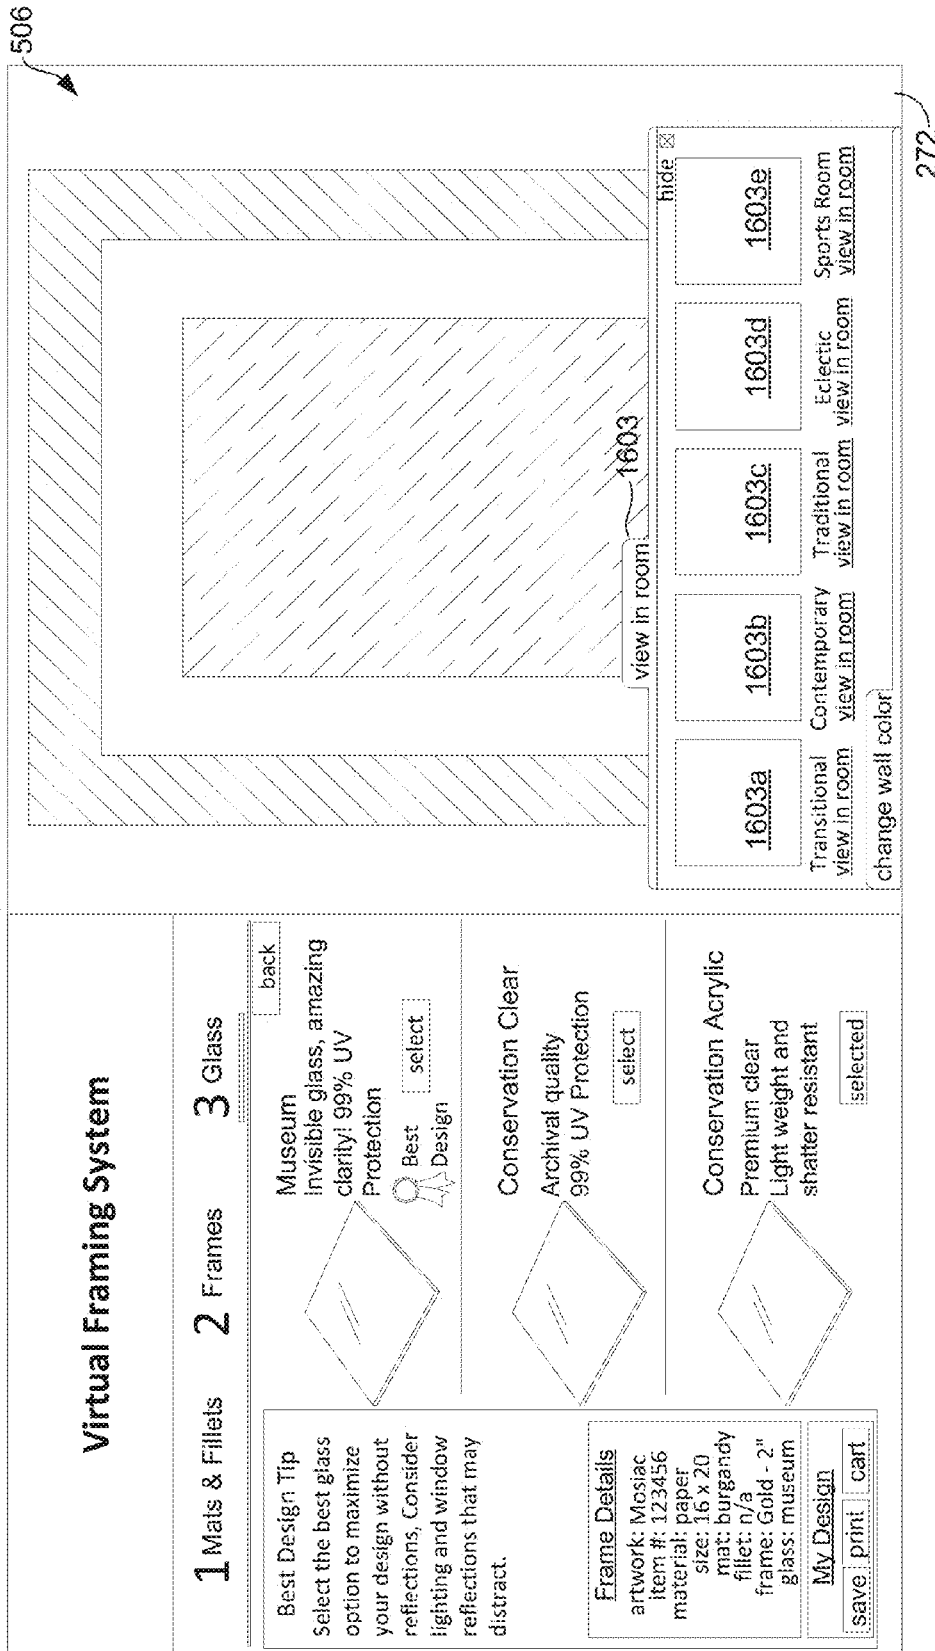 506
Virtual Framing System
1 Mats & Fillets
2 Frames
3 Glass
back
Best Design Tip
Select the best glass
option to maximize
your design without
reflections, Consider
lighting and window
reflections that may
distract.
Frame Details
artwork: Mosiac
item #: 123456
material: paper
size: 16 x 20
mat: burgandy
fillet: n/a
frame: Gold - 2"
glass: museum
My Design
save
print
cart
Museum
Invisible glass, amazing
clarity! 99% UV
Protection
Best
Design
select
Conservation Clear
Archival quality
99% UV Protection
select
Conservation Acrylic
Premium clear
Light weight and
shatter resistant
selected
view in room
1603
hide
1603a
1603b
1603c
1603d
1603e
Transitional
view in room
Contemporary
view in room
Traditional
view in room
Eclectic
view in room
Sports Room
view in room
change wall color
272